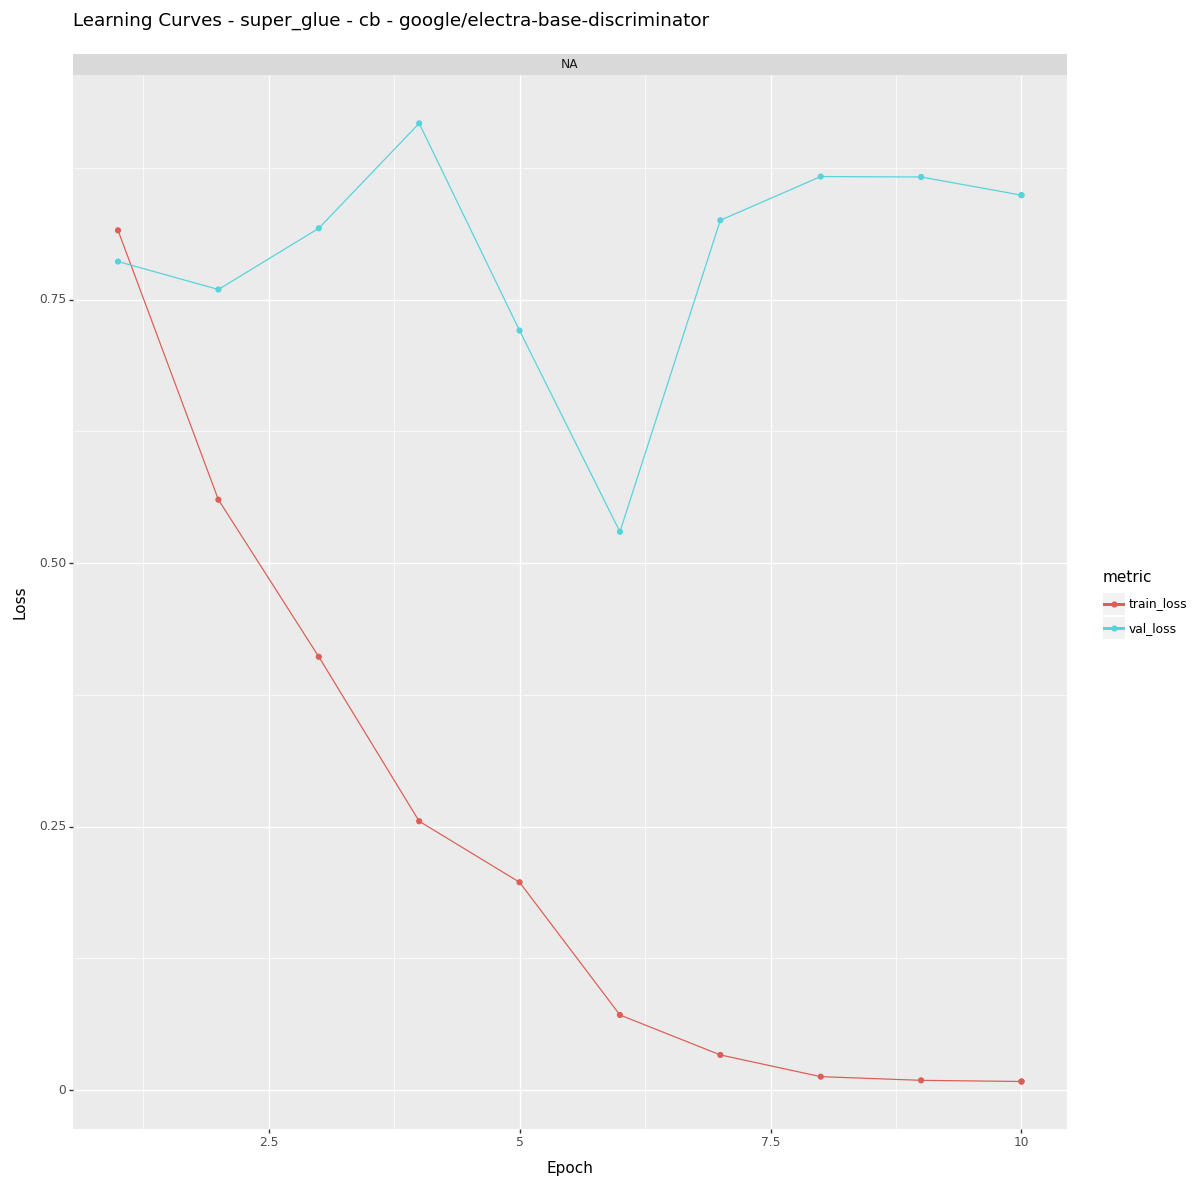 Learning Curves - super_glue - cb - google/electra-base-discriminator
NA
0.75
0.50
0.25
0
Loss
2.5
5
7.5
10
Epoch
metric
train_loss
val_loss